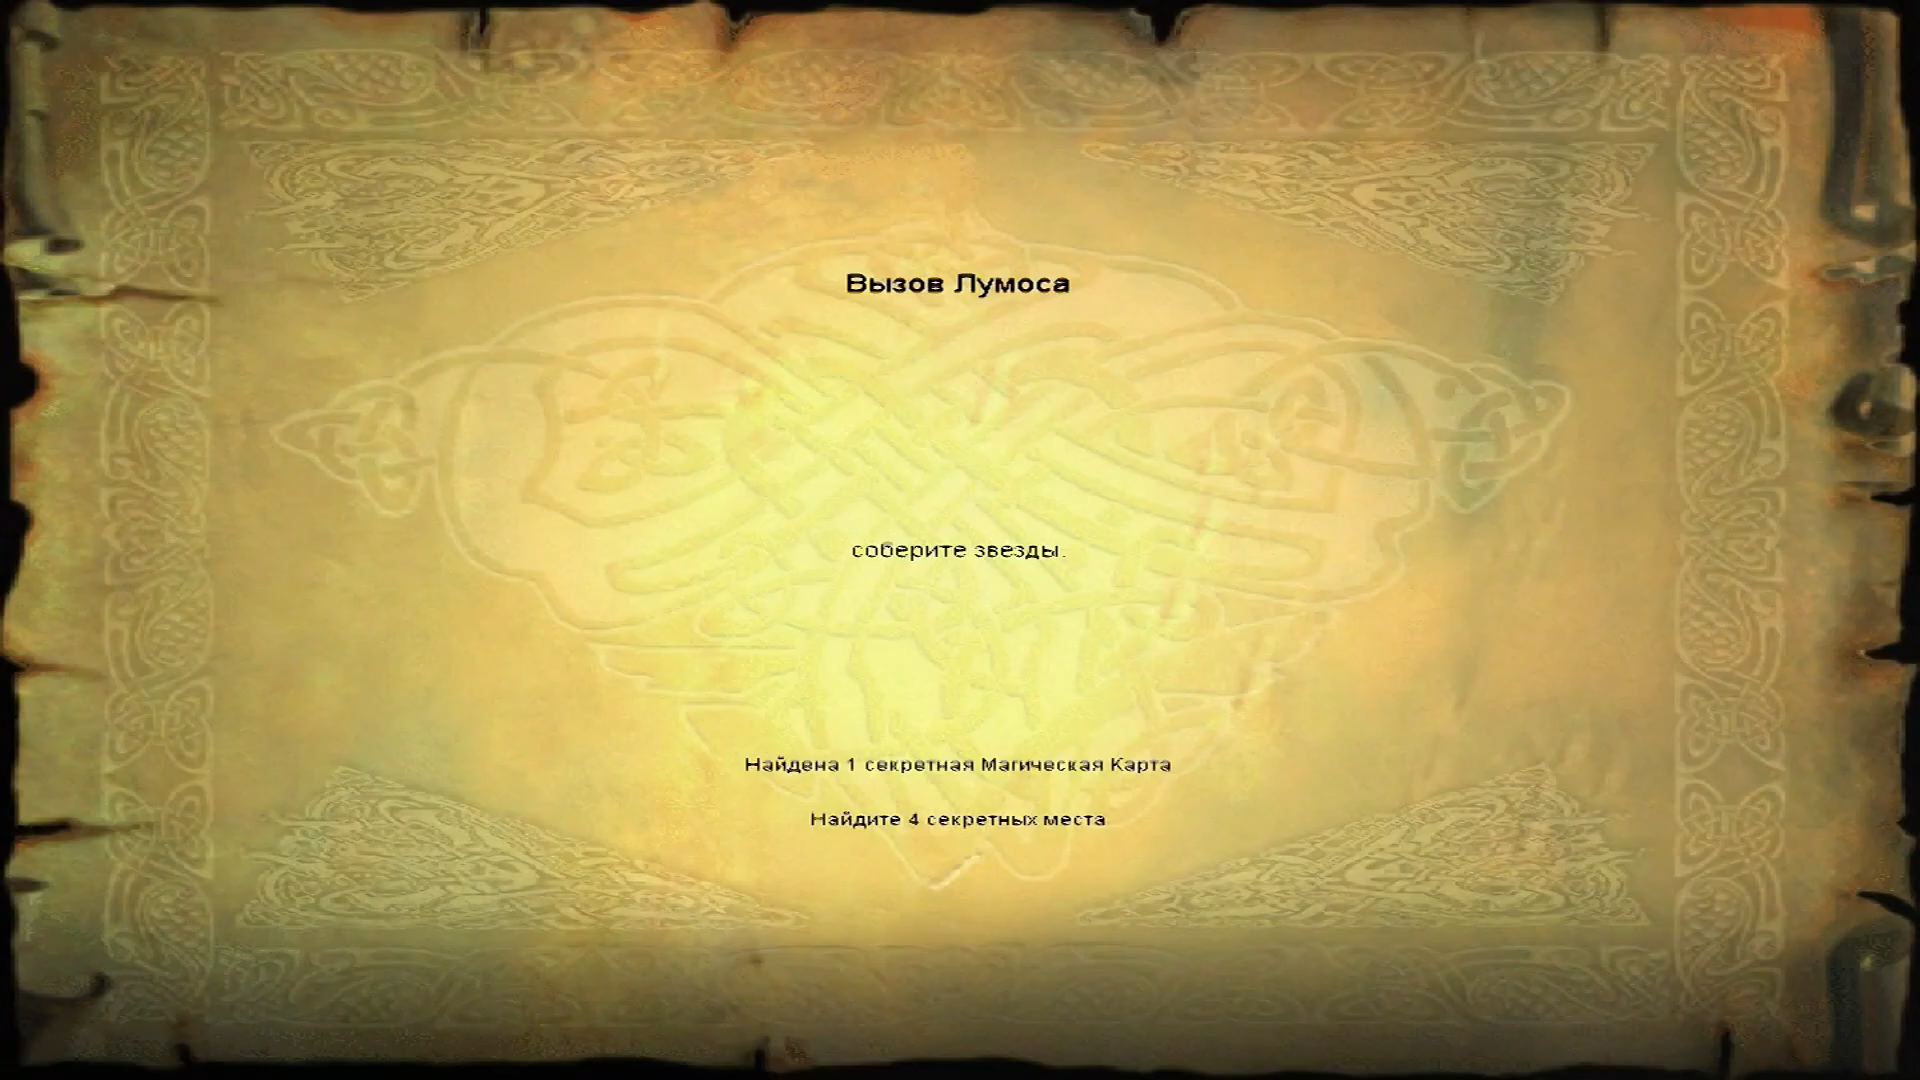 Вызов Лумоса
соберите звезды.
Найдена 1 секретная Магическая Карта
Найдите 4 секретных места